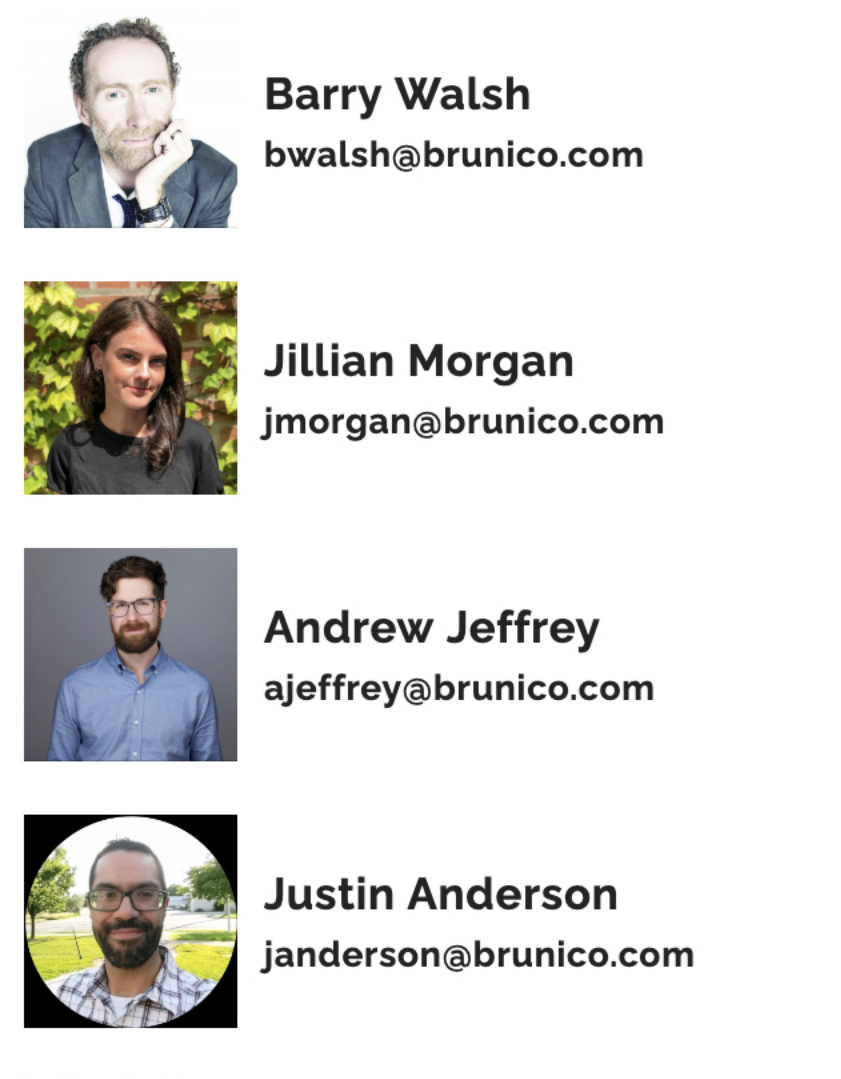 Barry Walsh
bwalsh@brunico.com
Jillian Morgan
jmorgan@brunico.com
Andrew Jeffrey
ajeffrey@brunico.com
Justin Anderson
janderson@brunico.com